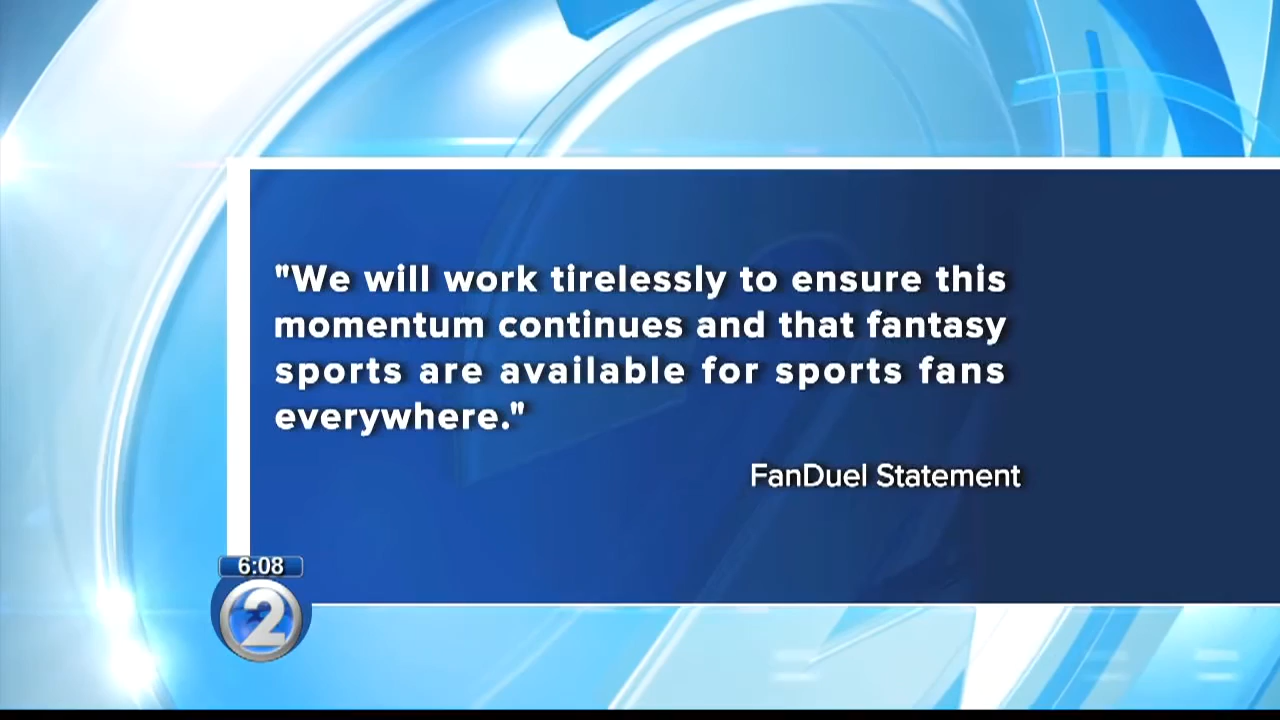 "We will work tirelessly to ensure this
momentum continues and that fantasy
sports are available for sports fans
everywhere."
FanDuel Statement
6:08
2